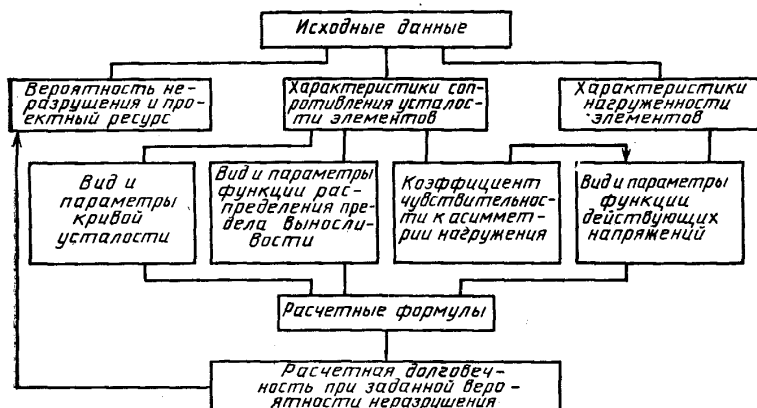 Исходные данные
Вероятность не-
разрушения и про-
ектный ресурс
Характеристики соп-
ротивления усталос-
ти элементов
Характеристики
нагруженности
элементов
Вид и
параметры
кривой
усталости
Вид и параметры
функции рас-
пределения пре-
дела вынос-
ливости
Коэффициент
чувствительнос-
ти к асиммет-
рии нагружения
Вид и параметры
функции
действующих
напряжений
Расчетные формулы
Расчетная долговеч-
ность при заданной веро-
ятности неразрушения